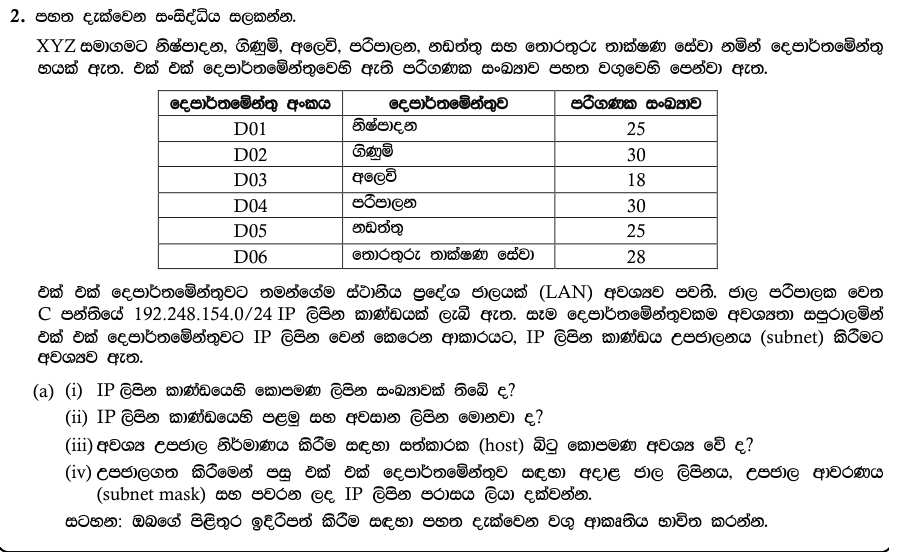 2. පහත දැක්වෙන සංසිද්ධිය සලකන්න.
XYZ සමාගමට නිෂ්පාදන, ගිණුම්, අලෙවි, පරිපාලන, නඩත්තු සහ තොරතුරු තාක්ෂණ සේවා නමින් දෙපාර්තමේන්තු
හයක් ඇත. එක් එක් දෙපාර්තමේන්තුවෙහි ඇති පරිගණක සංඛ්‍යාව පහත වගුවෙහි පෙන්වා ඇත.
දෙපාර්තමේන්තු අංකය දෙපාර්තමේන්තුව පරිගණක සංඛ්‍යාව
D01 නිෂ්පාදන 25
D02 ගිණුම් 30
D03 අලෙවි 18
D04 පරිපාලන 30
D05 නඩත්තු 25
D06 තොරතුරු තාක්ෂණ සේවා 28
එක් එක් දෙපාර්තමේන්තුවට තමන්ගේම ස්ථානීය ප්‍රදේශ ජාලයක් (LAN) අවශ්‍යව පවතී. ජාල පරිපාලක වෙත
C පන්තියේ 192.248.154.0/24 IP ලිපින කාණ්ඩයක් ලැබී ඇත. සෑම දෙපාර්තමේන්තුවකම අවශ්‍යතා සපුරාලමින්
එක් එක් දෙපාර්තමේන්තුවට IP ලිපින වෙන් කෙරෙන ආකාරයට, IP ලිපින කාණ්ඩය උපජාලනය (subnet) කිරීමට
අවශ්‍යව ඇත.
(a) (i) IP ලිපින කාණ්ඩයෙහි කොපමණ ලිපින සංඛ්‍යාවක් තිබේ ද?
(ii) IP ලිපින කාණ්ඩයෙහි පළමු සහ අවසාන ලිපින මොනවා ද?
(iii) අවශ්‍ය උපජාල නිර්මාණය කිරීම සඳහා සත්කාරක (host) බිටු කොපමණ අවශ්‍ය වේ ද?
(iv) උපජාලගත කිරීමෙන් පසු එක් එක් දෙපාර්තමේන්තුව සඳහා අදාළ ජාල ලිපිනය, උපජාල ආවරණය
(subnet mask) සහ පවරන ලද IP ලිපින පරාසය ලියා දක්වන්න.
සටහන: ඔබගේ පිළිතුර ඉදිරිපත් කිරීම සඳහා පහත දැක්වෙන වගු ආකෘතිය භාවිත කරන්න.